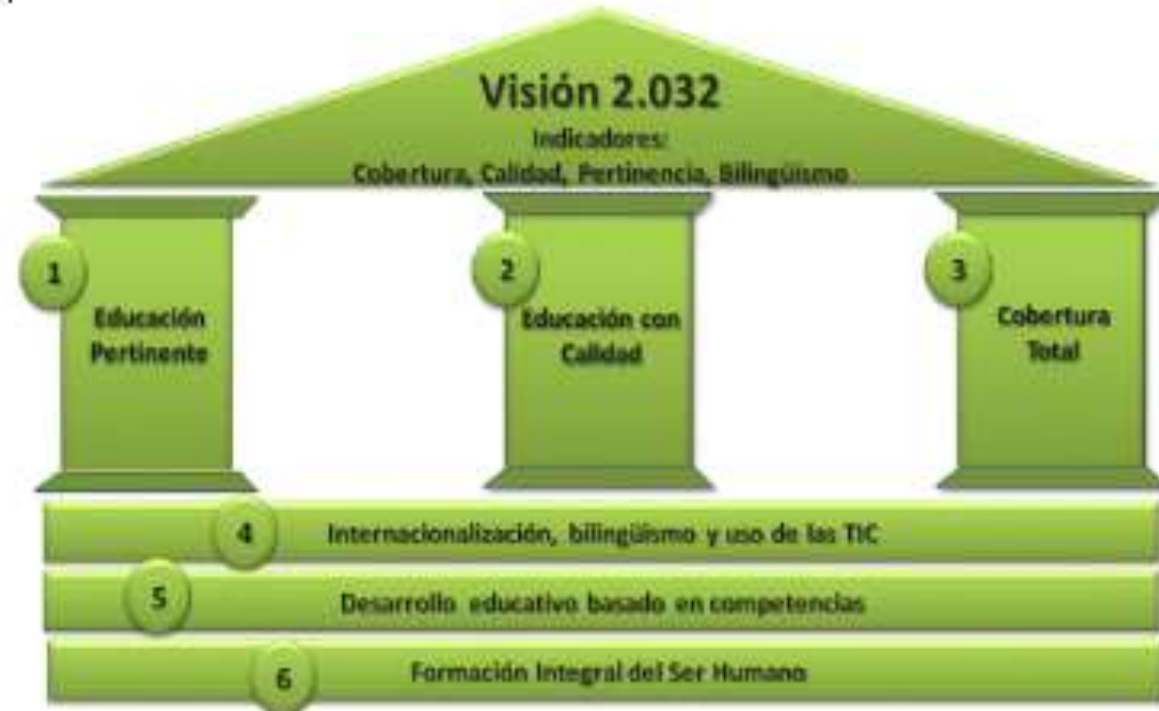 Visión 2.032
Indicadores:
Cobertura, Calidad, Pertinencia, Bilingüismo
1
Educación
Pertinente
2
Educación con
Calidad
3
Cobertura
Total
4
Internacionalización, bilingüismo y uso de las TIC
5
Desarrollo educativo basado en competencias
6
Formación Integral del Ser Humano